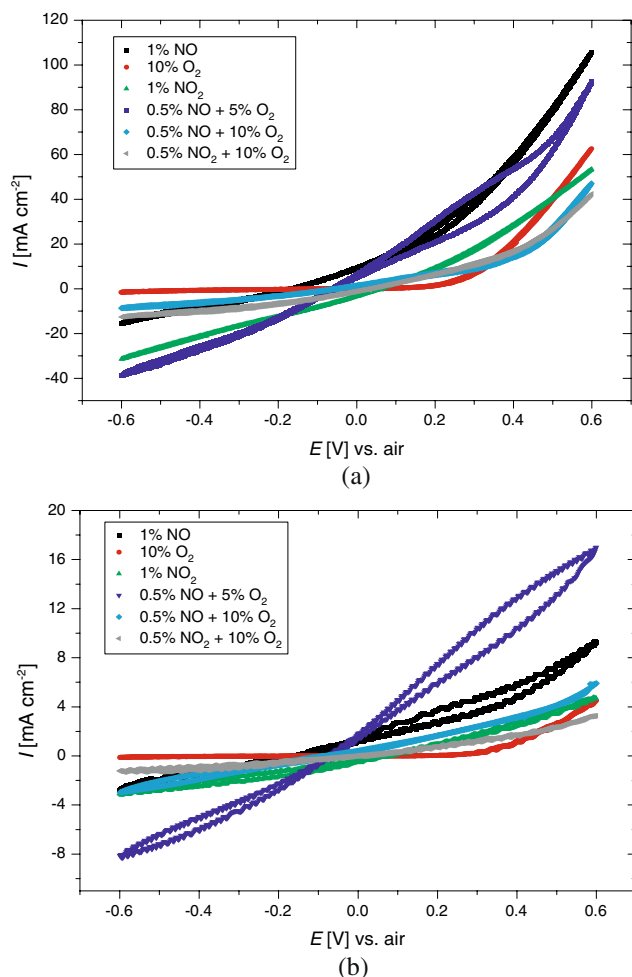 120
100
80
60
40
20
0
-20
-40
I [mA cm⁻²]
1% NO
10% O₂
1% NO₂
0.5% NO + 5% O₂
0.5% NO + 10% O₂
0.5% NO₂ + 10% O₂
-0.6 -0.4 -0.2 0.0 0.2 0.4 0.6
E [V] vs. air
(a)
20
16
12
8
4
0
-4
-8
I [mA cm⁻²]
1% NO
10% O₂
1% NO₂
0.5% NO + 5% O₂
0.5% NO + 10% O₂
0.5% NO₂ + 10% O₂
-0.6 -0.4 -0.2 0.0 0.2 0.4 0.6
E [V] vs. air
(b)